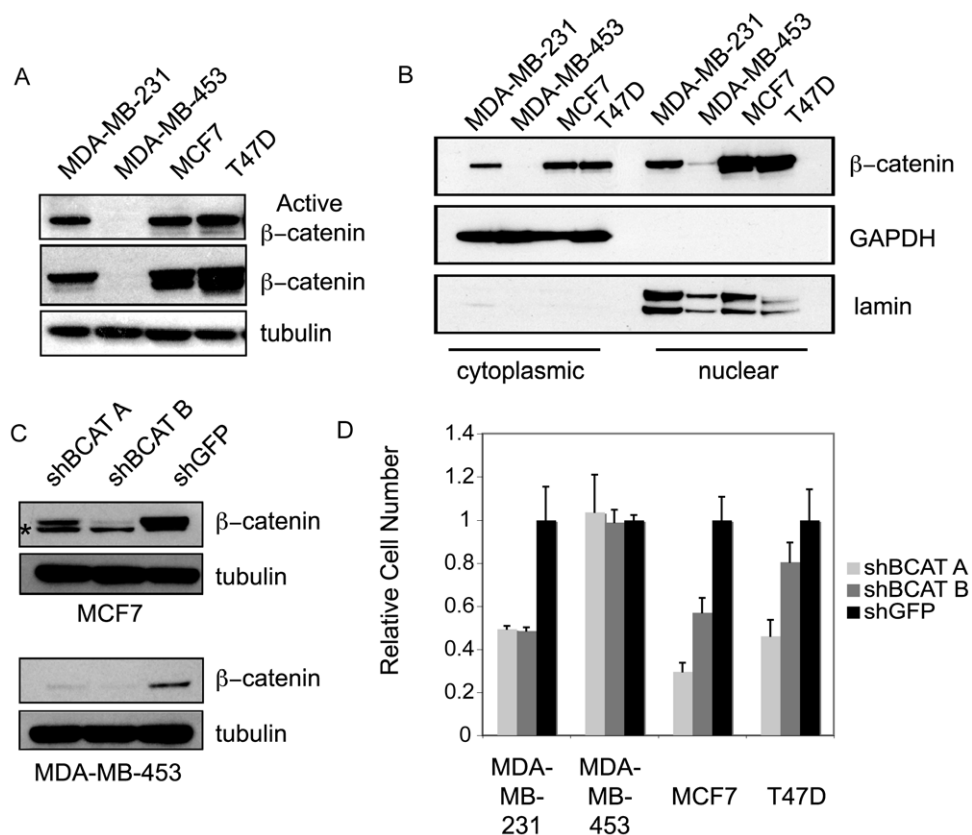 A
MDA-MB-231
MDA-MB-453
MCF7
T47D
Active
β–catenin
β–catenin
tubulin
B
MDA-MB-231
MDA-MB-453
MCF7
T47D
MDA-MB-231
MDA-MB-453
MCF7
T47D
β–catenin
GAPDH
lamin
cytoplasmic
nuclear
C
shBCAT A
shBCAT B
shGFP
*
β–catenin
tubulin
MCF7
β–catenin
tubulin
MDA-MB-453
D
Relative Cell Number
1.4
1.2
1
0.8
0.6
0.4
0.2
0
MDA-
MB-
231
MDA-
MB-
453
MCF7
T47D
shBCAT A
shBCAT B
shGFP